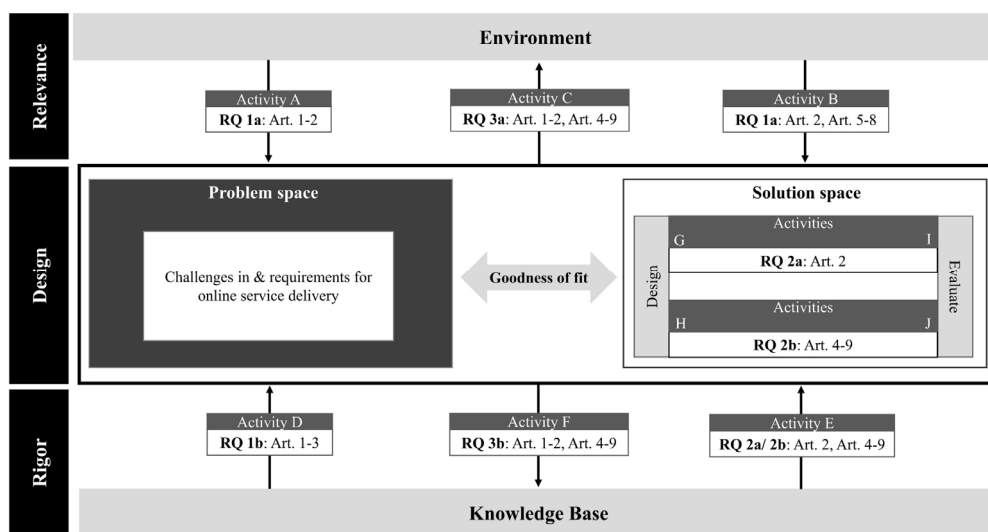 Relevance
Environment
Activity A
RQ 1a: Art. 1-2
Activity C
RQ 3a: Art. 1-2, Art. 4-9
Activity B
RQ 1a: Art. 2, Art. 5-8
Design
Problem space
Challenges in & requirements for
online service delivery
Goodness of fit
Solution space
Design
Activities
G
I
RQ 2a: Art. 2
Activities
H
J
RQ 2b: Art. 4-9
Evaluate
Rigor
Activity D
RQ 1b: Art. 1-3
Activity F
RQ 3b: Art. 1-2, Art. 4-9
Activity E
RQ 2a/ 2b: Art. 2, Art. 4-9
Knowledge Base